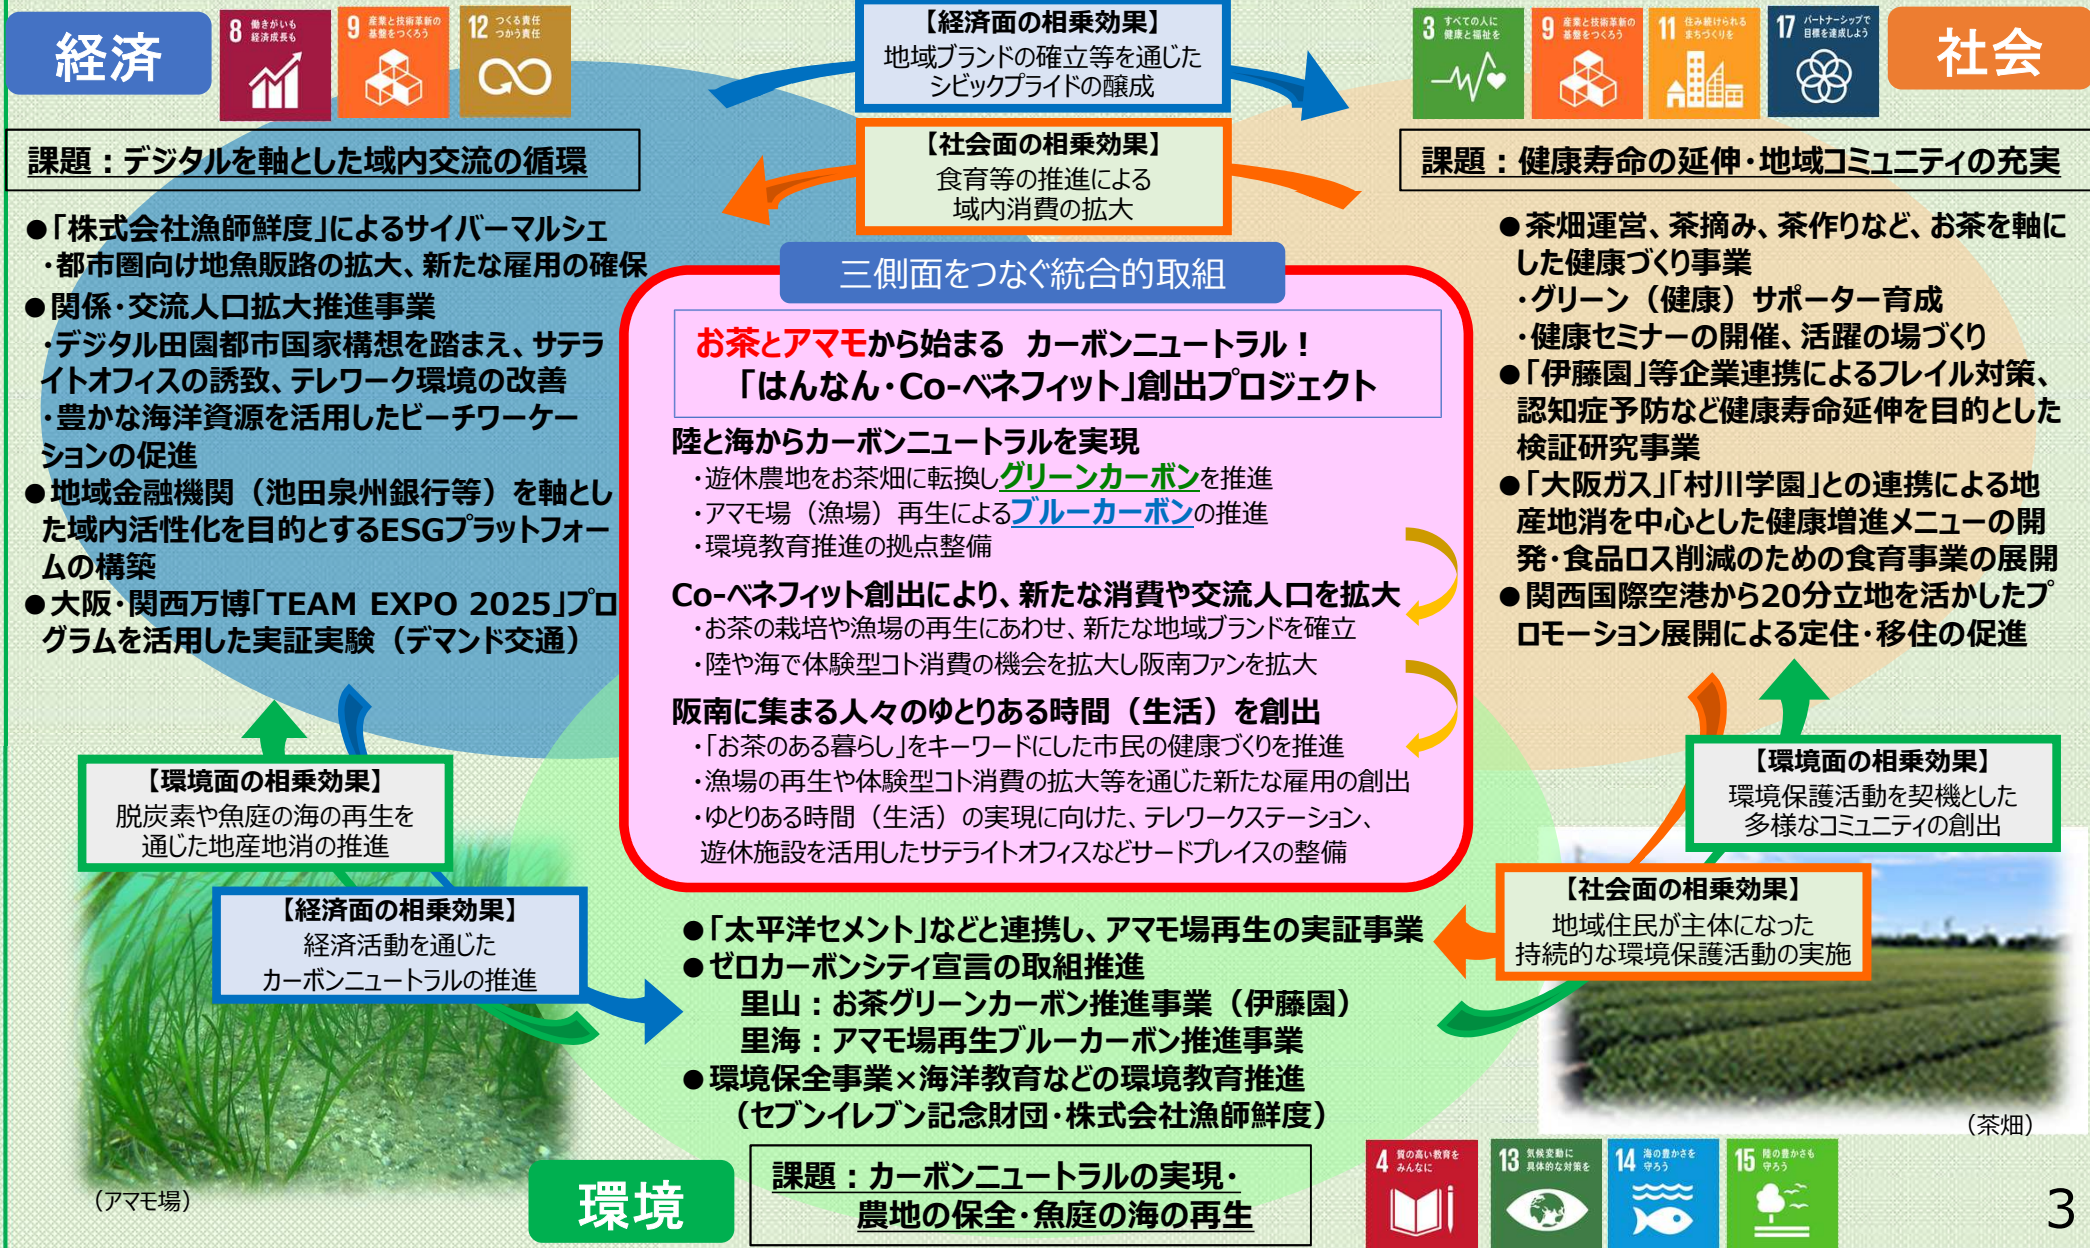 経済
8 働きがいも
経済成長も
9 産業と技術革新の
基盤をつくろう
12 つくる責任
つかう責任
【経済面の相乗効果】
地域ブランドの確立等を通じた
シビックプライドの醸成
3 すべての人に
健康と福祉を
9 産業と技術革新の
基盤をつくろう
11 住み続けられる
まちづくりを
17 パートナーシップで
目標を達成しよう
社会
課題：デジタルを軸とした域内交流の循環
【社会面の相乗効果】
食育等の推進による
域内消費の拡大
課題：健康寿命の延伸・地域コミュニティの充実
●「株式会社漁師鮮度」によるサイバーマルシェ
・都市圏向け地魚販路の拡大、新たな雇用の確保
●関係・交流人口拡大推進事業
・デジタル田園都市国家構想を踏まえ、サテラ
イトオフィスの誘致、テレワーク環境の改善
・豊かな海洋資源を活用したビーチワーケー
ションの促進
●地域金融機関（池田泉州銀行等）を軸とし
た域内活性化を目的とするESGプラットフォー
ムの構築
●大阪・関西万博「TEAM EXPO 2025」プロ
グラムを活用した実証実験（デマンド交通）
三側面をつなぐ統合的取組
お茶とアマモから始まる カーボンニュートラル！
「はんなん・Co-ベネフィット」創出プロジェクト
陸と海からカーボンニュートラルを実現
・遊休農地をお茶畑に転換しグリーンカーボンを推進
・アマモ場（漁場）再生によるブルーカーボンの推進
・環境教育推進の拠点整備
Co-ベネフィット創出により、新たな消費や交流人口を拡大
・お茶の栽培や漁場の再生にあわせ、新たな地域ブランドを確立
・陸や海で体験型コト消費の機会を拡大し阪南ファンを拡大
阪南に集まる人々のゆとりある時間（生活）を創出
・「お茶のある暮らし」をキーワードにした市民の健康づくりを推進
・漁場の再生や体験型コト消費の拡大等を通じた新たな雇用の創出
・ゆとりある時間（生活）の実現に向けた、テレワークステーション、
遊休施設を活用したサテライトオフィスなどサードプレイスの整備
●茶畑運営、茶摘み、茶作りなど、お茶を軸に
した健康づくり事業
・グリーン（健康）サポーター育成
・健康セミナーの開催、活躍の場づくり
●「伊藤園」等企業連携によるフレイル対策、
認知症予防など健康寿命延伸を目的とした
検証研究事業
●「大阪ガス」「村川学園」との連携による地
産地消を中心とした健康増進メニューの開
発・食品ロス削減のための食育事業の展開
●関西国際空港から20分立地を活かしたプ
ロモーション展開による定住・移住の促進
【環境面の相乗効果】
脱炭素や魚庭の海の再生を
通じた地産地消の推進
【経済面の相乗効果】
経済活動を通じた
カーボンニュートラルの推進
【環境面の相乗効果】
環境保護活動を契機とした
多様なコミュニティの創出
【社会面の相乗効果】
地域住民が主体になった
持続的な環境保護活動の実施
●「太平洋セメント」などと連携し、アマモ場再生の実証事業
●ゼロカーボンシティ宣言の取組推進
里山：お茶グリーンカーボン推進事業（伊藤園）
里海：アマモ場再生ブルーカーボン推進事業
●環境保全事業×海洋教育などの環境教育推進
（セブンイレブン記念財団・株式会社漁師鮮度）
（アマモ場）
（茶畑）
環境
課題：カーボンニュートラルの実現・
農地の保全・魚庭の海の再生
4 質の高い教育を
みんなに
13 気候変動に
具体的な対策を
14 海の豊かさを
守ろう
15 陸の豊かさも
守ろう
3